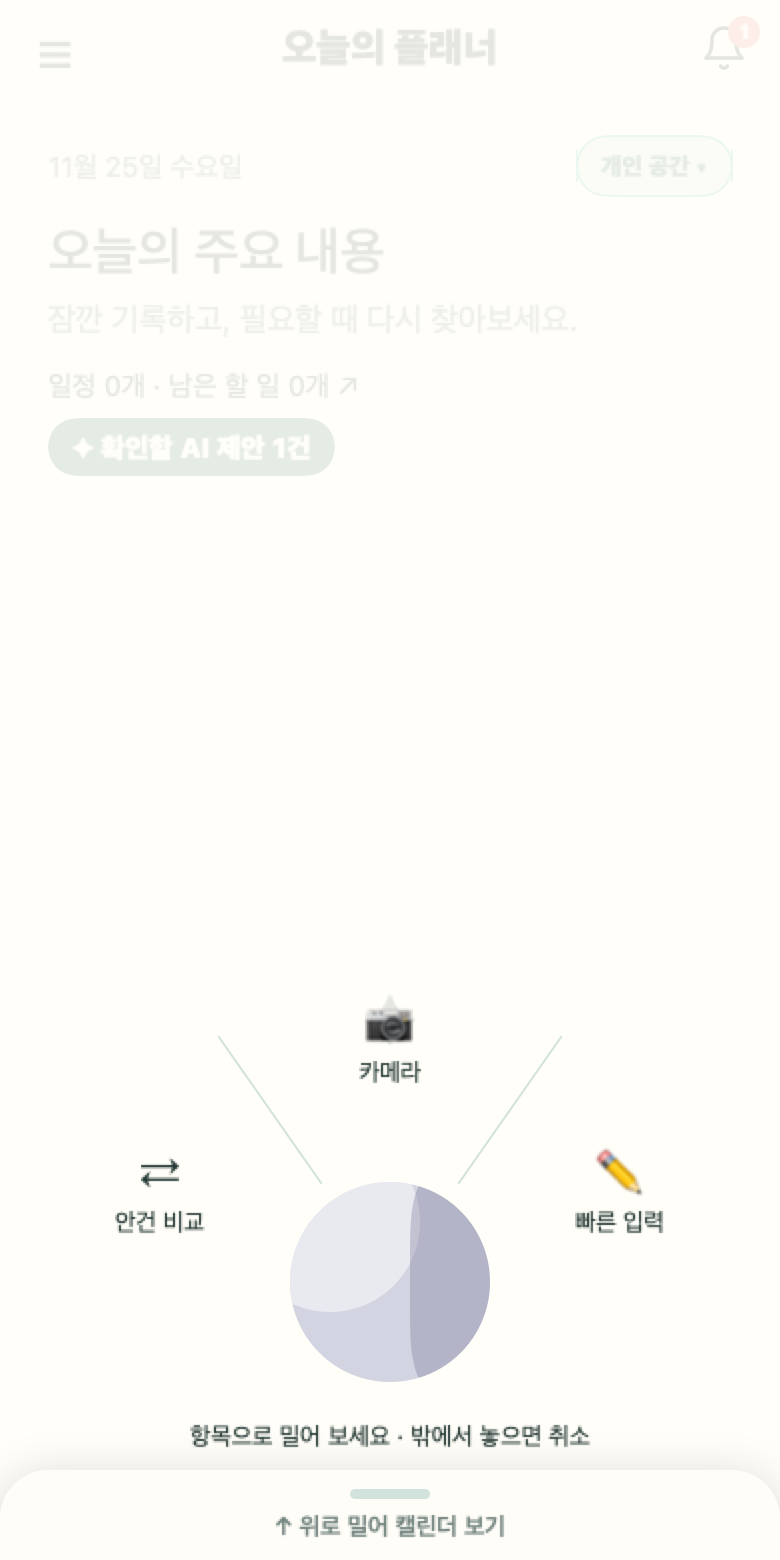 오늘의 플래너
1
11월 25일 수요일
개인 공간
오늘의 주요 내용
잠깐 기록하고, 필요할 때 다시 찾아보세요.
일정 0개 · 남은 할 일 0개 ↗
✦ 확인할 AI 제안 1건
카메라
안건 비교
빠른 입력
항목으로 밀어 보세요 · 밖에서 놓으면 취소
↑ 위로 밀어 캘린더 보기